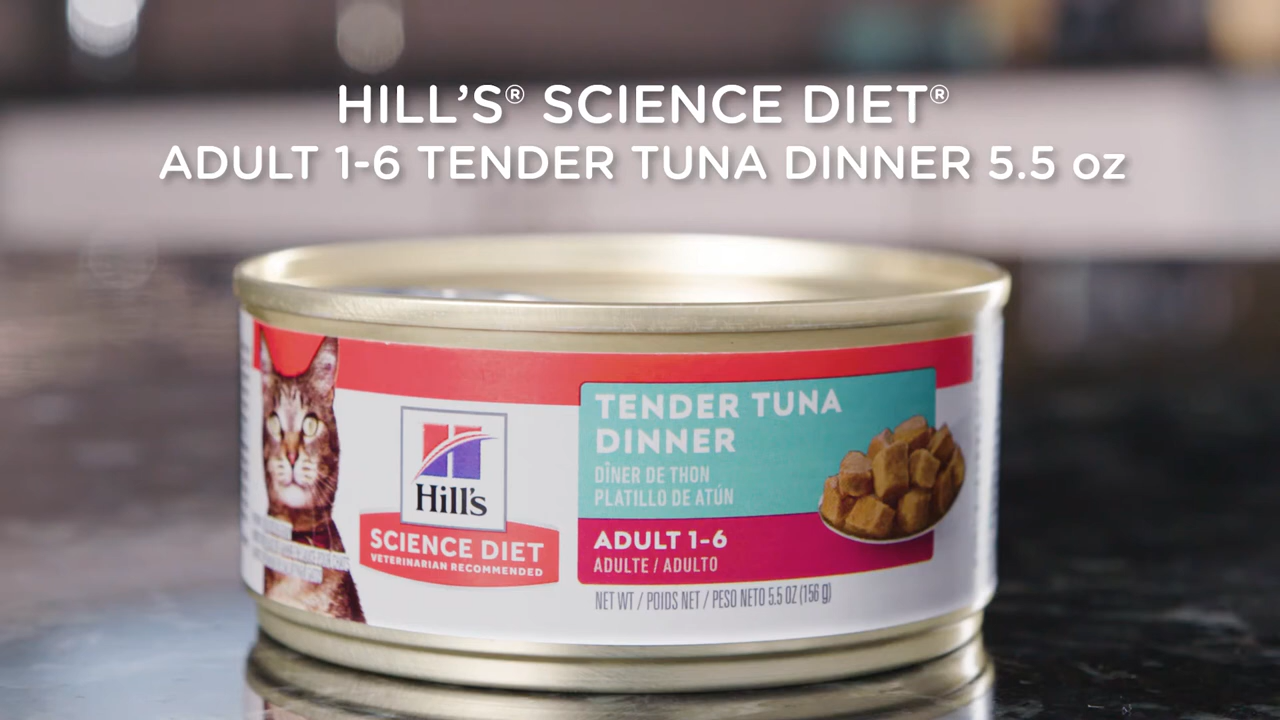 HILL'S® SCIENCE DIET®
ADULT 1-6 TENDER TUNA DINNER 5.5 oz
Hill's
SCIENCE DIET
VETERINARIAN RECOMMENDED
TENDER TUNA
DINNER
DÎNER DE THON
PLATILLO DE ATÚN
ADULT 1-6
ADULTE / ADULTO
NET WT / POIDS NET / PESO NETO 5.5 OZ (156 g)